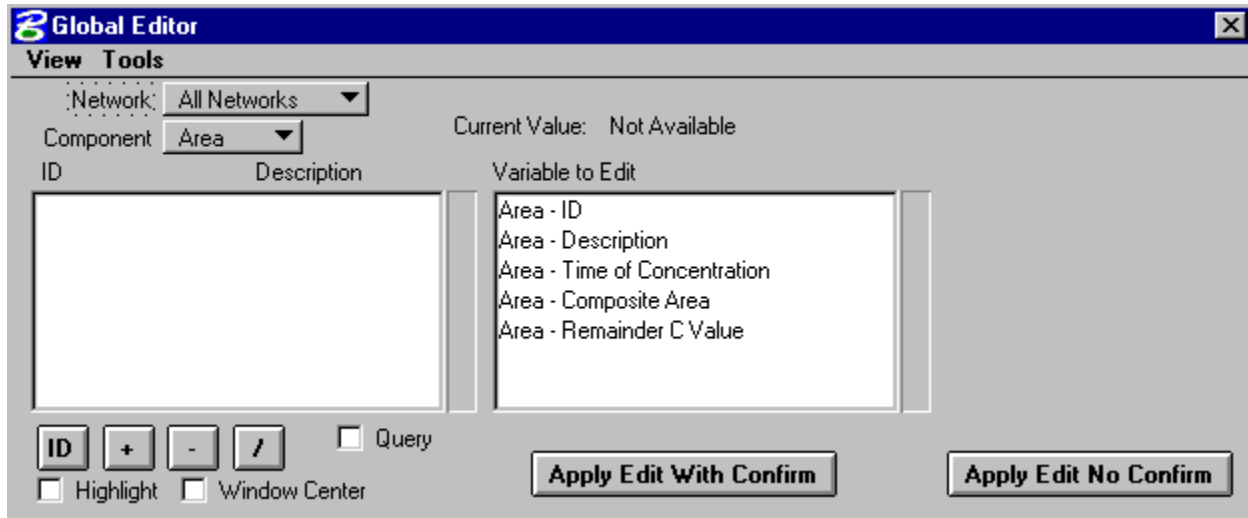 Global Editor
View Tools
Network: All Networks
Component Area
Current Value: Not Available
ID Description Variable to Edit
Area - ID
Area - Description
Area - Time of Concentration
Area - Composite Area
Area - Remainder C Value
ID + - / Query
Apply Edit With Confirm Apply Edit No Confirm
Highlight Window Center